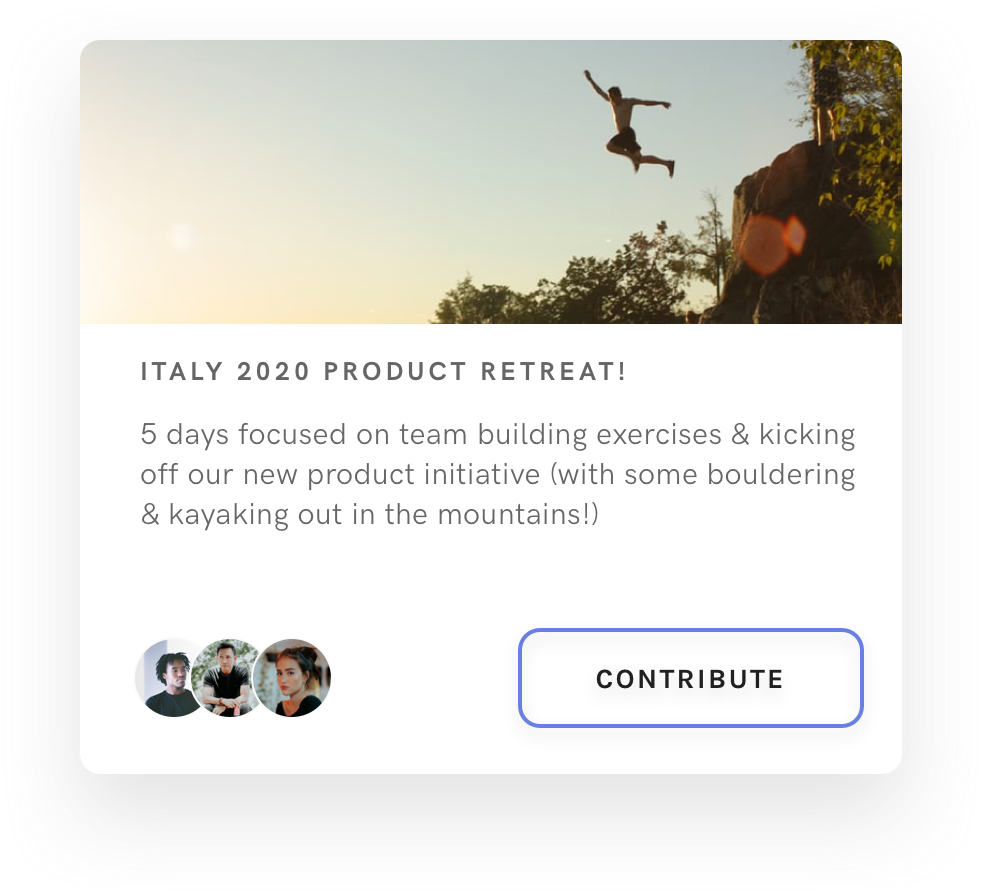 ITALY 2020 PRODUCT RETREAT!
5 days focused on team building exercises & kicking
off our new product initiative (with some bouldering
& kayaking out in the mountains!)
CONTRIBUTE